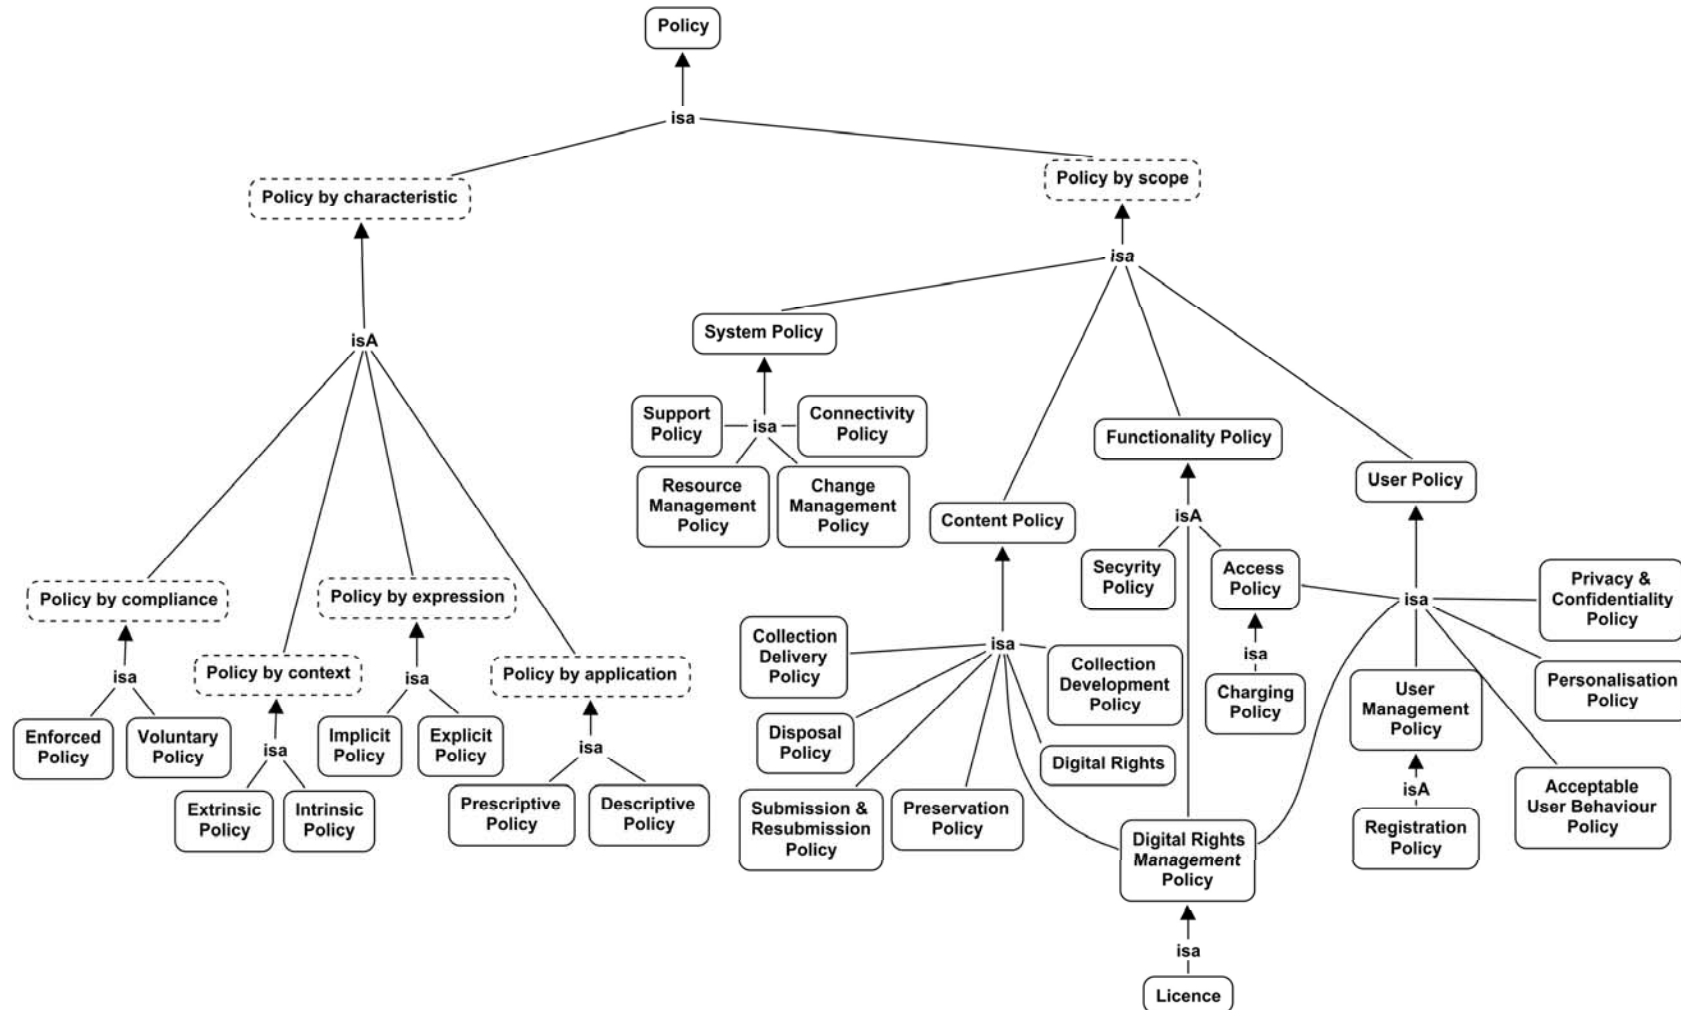 Policy
isa
Policy by characteristic
Policy by scope
isa
isA
System Policy
Support
Policy
isa
Connectivity
Policy
Resource
Management
Policy
Change
Management
Policy
Functionality Policy
User Policy
Content Policy
isA
Secyrity
Policy
Access
Policy
isa
Privacy &
Confidentiality
Policy
Policy by compliance
Policy by expression
isa
Policy by context
isa
Policy by application
Enforced
Policy
Voluntary
Policy
isa
Implicit
Policy
Explicit
Policy
isa
Extrinsic
Policy
Intrinsic
Policy
Prescriptive
Policy
Descriptive
Policy
Collection
Delivery
Policy
isa
Collection
Development
Policy
isa
Charging
Policy
User
Management
Policy
Personalisation
Policy
Disposal
Policy
Digital Rights
Submission &
Resubmission
Policy
Preservation
Policy
Digital Rights
Management
Policy
isA
Registration
Policy
Acceptable
User Behaviour
Policy
isa
Licence